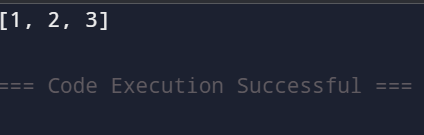 [1, 2, 3]
=== Code Execution Successful ===